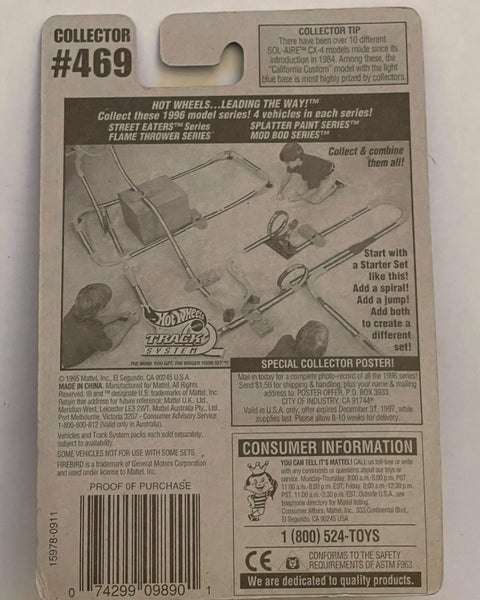 COLLECTOR
#469
COLLECTOR TIP
There have been over 10 different
SOL-AIRE™ CX-4 models made since its
introduction in 1984. Among these, the
"California Custom" model with the light
blue base is most highly prized by collectors.
HOT WHEELS...LEADING THE WAY!™
Collect these 1996 model series! 4 vehicles in each series!
STREET EATERS™ Series
SPLATTER PAINT SERIES™
FLAME THROWER SERIES™
MOD BOD SERIES™
Collect & combine
them all!
Start with
a Starter Set
like this!
Add a spiral!
Add a jump!
Add both
to create a
different
set!
HOT WHEELS
TRACK
SYSTEM
THE MORE YOU GET, THE BIGGER YOUR SET™
© 1995 Mattel, Inc., El Segundo, CA 90245 U.S.A.
MADE IN CHINA. Manufactured for Mattel. All Rights
Reserved. ® and ™ designate U.S. trademarks of Mattel, Inc.
Retain this address for future reference: Mattel U.K. Ltd.,
Meridian West, Leicester LE3 2WT. Mattel Australia Pty., Ltd.,
Port Melbourne, Victoria 3207 - Consumer Advisory Service
1-800-800-812 (Valid only in Australia).
Vehicles and Track System packs each sold separately,
subject to availability.
SOME VEHICLES NOT FOR USE WITH SOME SETS.
FIREBIRD is a trademark of General Motors Corporation
and used under license to Mattel, Inc.
PROOF OF PURCHASE
15978-0911
0 74299 09890 1
SPECIAL COLLECTOR POSTER!
Mail in today for a complete photo-record of all the 1996 series!
Send $1.50 for shipping & handling, plus your name & mailing
address to: POSTER OFFER, P.O. BOX 3933,
CITY OF INDUSTRY, CA 91744
Valid in U.S.A. only, offer expires December 31, 1997, while
supplies last. Please allow 8-10 weeks for delivery.
CONSUMER INFORMATION
YOU CAN TELL IT'S MATTEL! CALL us toll-free or write
with any comments or questions about our toys or
service. Monday-Thursday, 8:00 a.m.-5:00 p.m. PST,
11:00 a.m.-8:00 p.m. EST; Friday, 8:00 a.m.-12:30 p.m.
PST, 11:00 a.m.-3:30 p.m. EST. Outside U.S.A., see
telephone directory for Mattel listing.
Consumer Affairs, Mattel, Inc., 333 Continental Blvd.,
El Segundo, CA 90245 USA
1 (800) 524-TOYS
CE
CONFORMS TO THE SAFETY
REQUIREMENTS OF ASTM F963
We are dedicated to quality products.